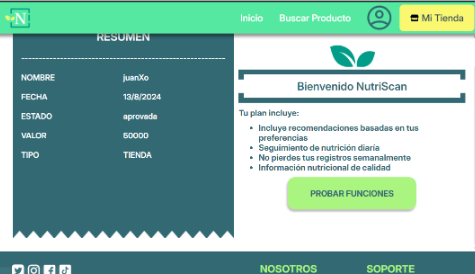 N Inicio Buscar Producto Mi Tienda
RESUMEN
NOMBRE juanXo
FECHA 13/8/2024
ESTADO aprovada
VALOR 50000
TIPO TIENDA
Bienvenido NutriScan
Tu plan incluye:
Incluye recomendaciones basadas en tus
preferencias
Seguimiento de nutrición diaría
No pierdes tus registros semanalmente
Información nutricional de calidad
PROBAR FUNCIONES
NOSOTROS SOPORTE